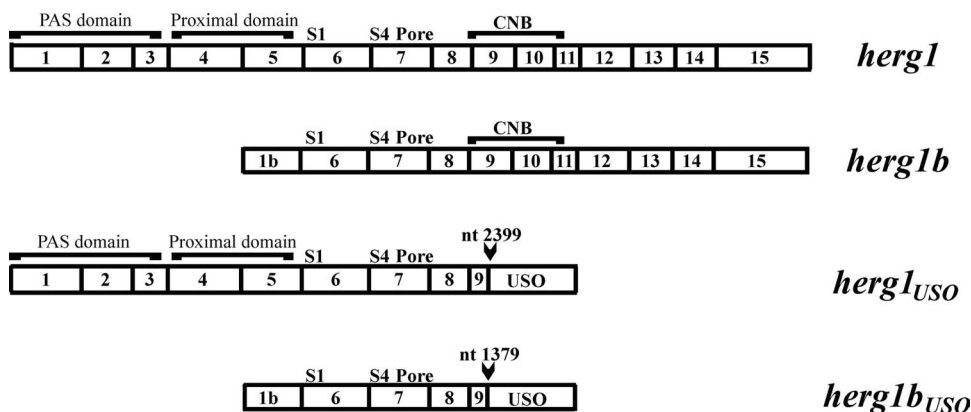 PAS domain Proximal domain S1 S4 Pore CNB
1 2 3 4 5 6 7 8 9 10 11 12 13 14 15 herg1
S1 S4 Pore CNB
1b 6 7 8 9 10 11 12 13 14 15 herg1b
PAS domain Proximal domain S1 S4 Pore nt 2399
1 2 3 4 5 6 7 8 9 USO herg1USO
S1 S4 Pore nt 1379
1b 6 7 8 9 USO herg1bUSO